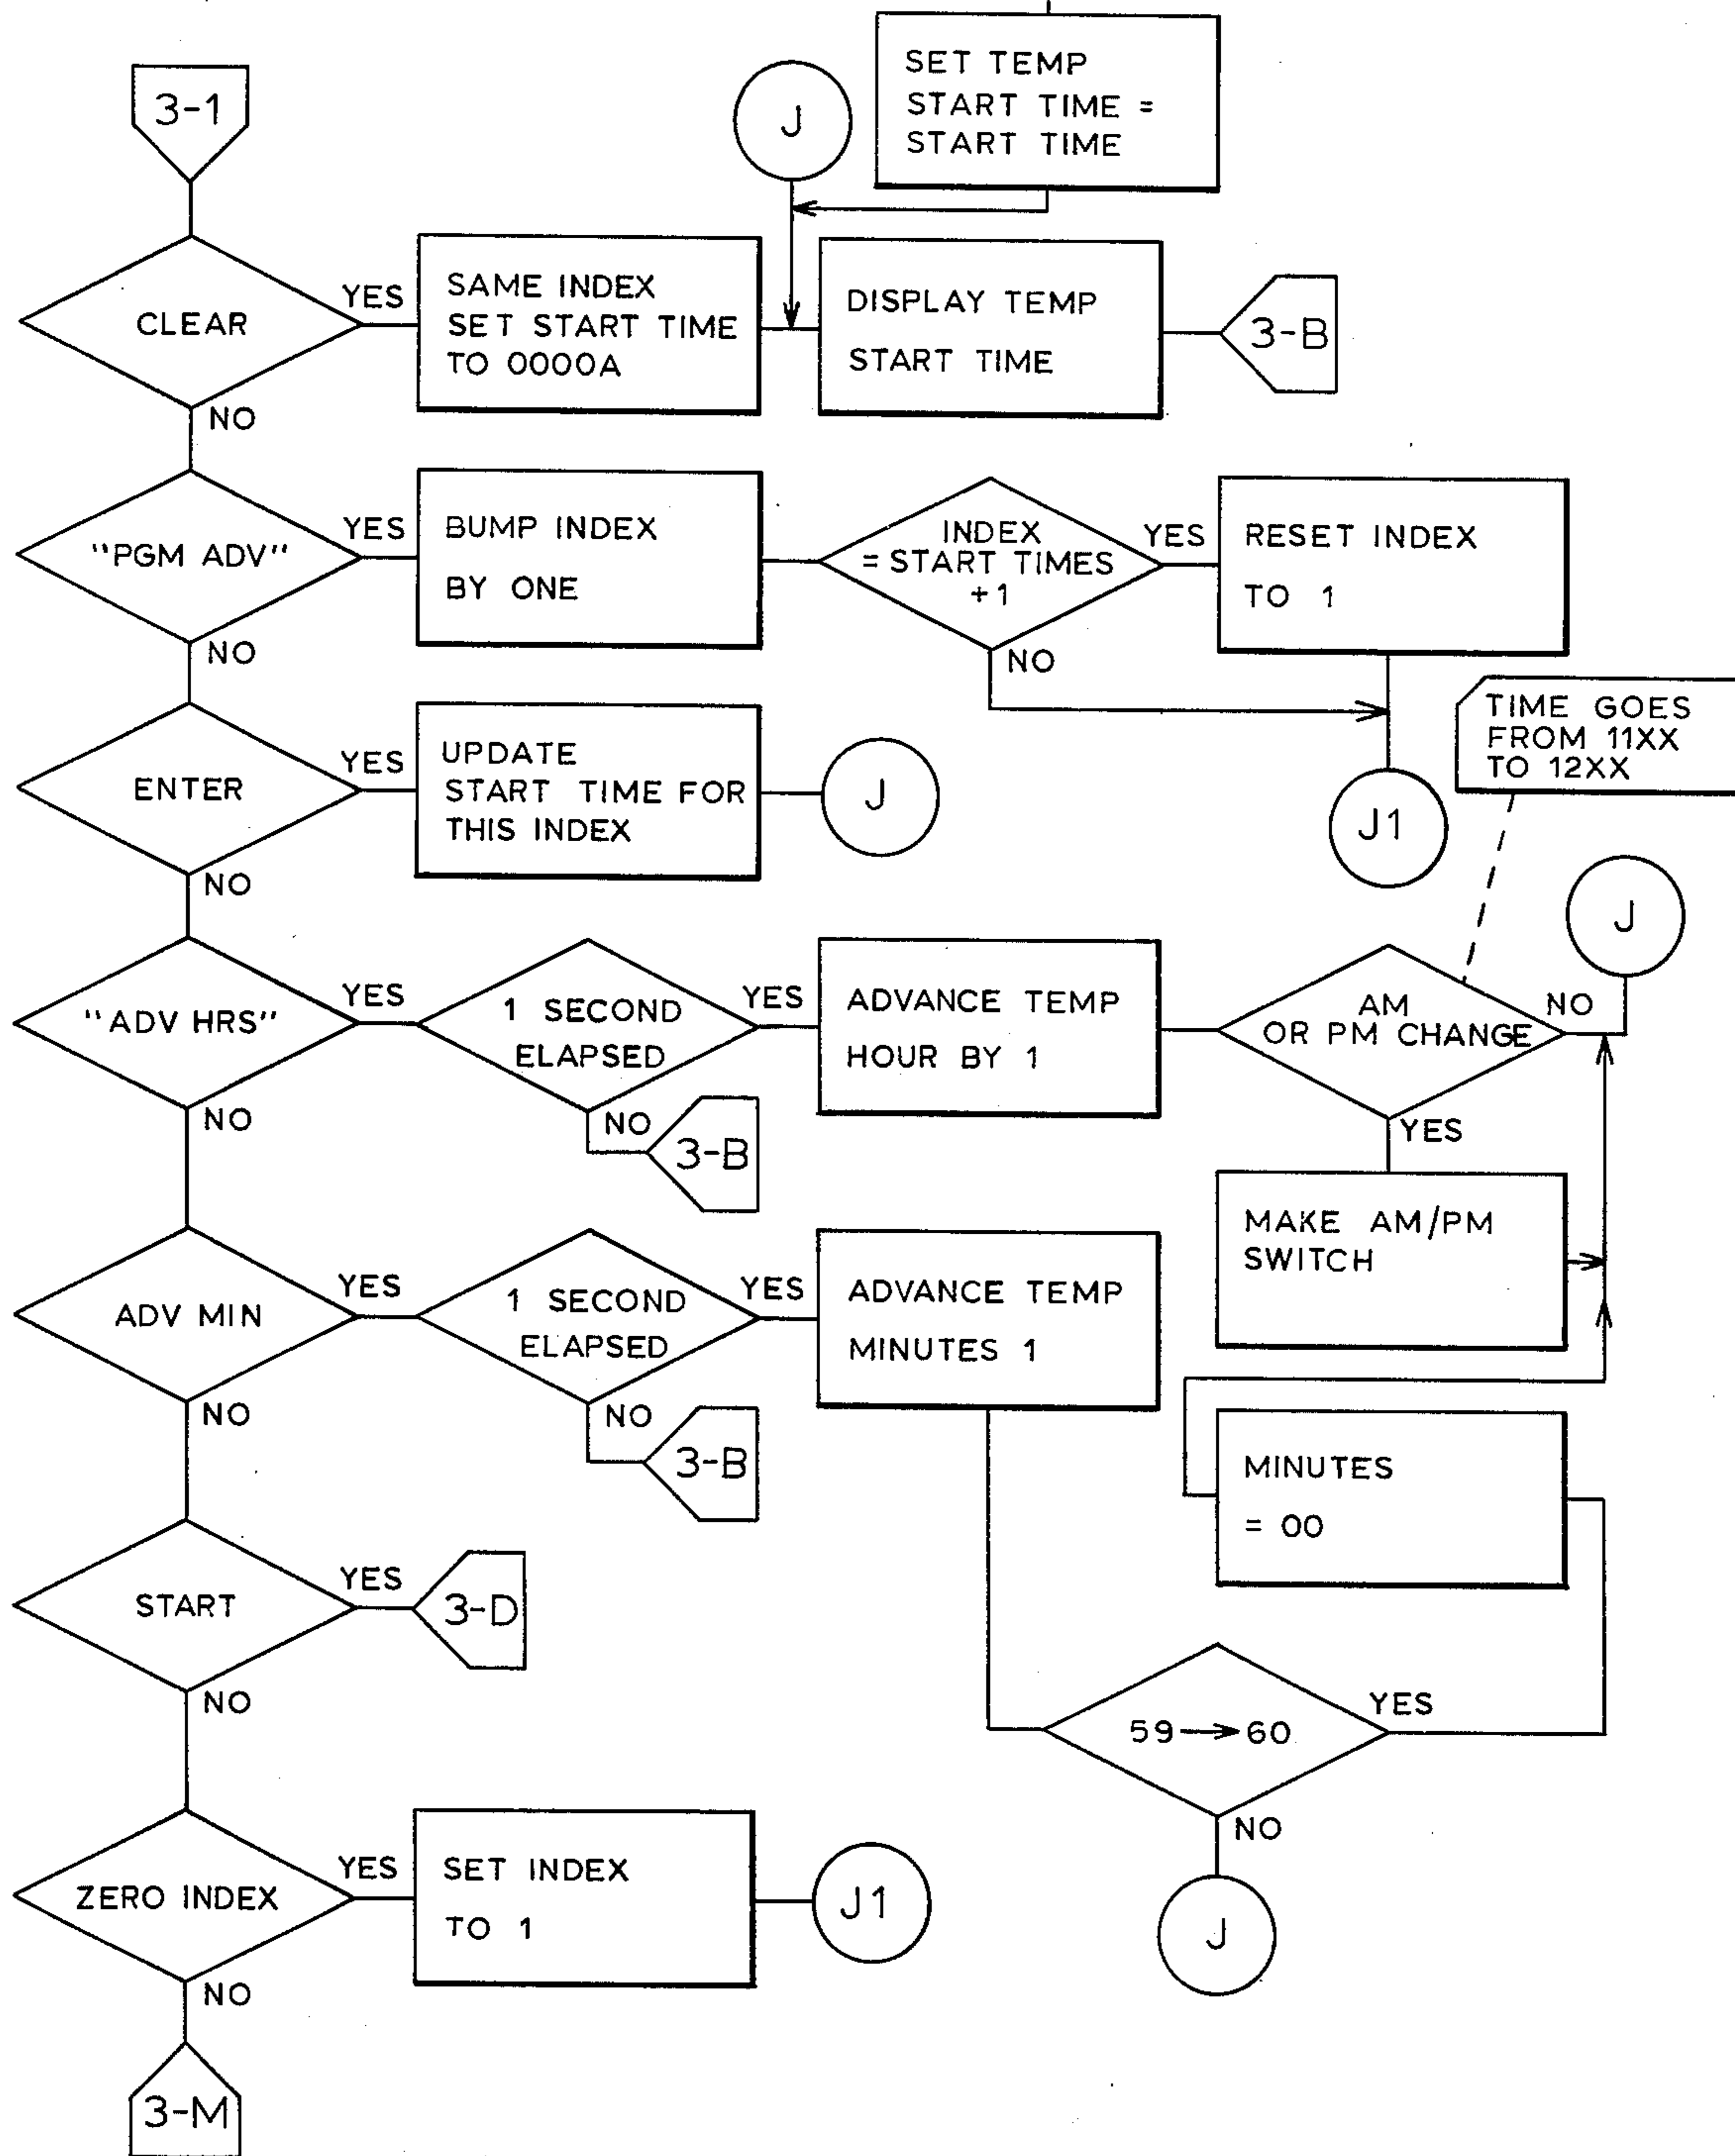 SET TEMP
START TIME =
START TIME
3-1
J
CLEAR
YES
NO
SAME INDEX
SET START TIME
TO 0000A
DISPLAY TEMP
START TIME
3-B
"PGM ADV"
YES
NO
BUMP INDEX
BY ONE
INDEX
= START TIMES
+1
YES
NO
RESET INDEX
TO 1
TIME GOES
FROM 11XX
TO 12XX
J1
ENTER
YES
NO
UPDATE
START TIME FOR
THIS INDEX
J
"ADV HRS"
YES
NO
1 SECOND
ELAPSED
YES
NO
3-B
ADVANCE TEMP
HOUR BY 1
AM
OR PM CHANGE
NO
J
YES
MAKE AM/PM
SWITCH
ADV MIN
YES
NO
1 SECOND
ELAPSED
YES
NO
3-B
ADVANCE TEMP
MINUTES 1
MINUTES
= 00
59→60
YES
NO
J
START
YES
NO
3-D
ZERO INDEX
YES
NO
SET INDEX
TO 1
J1
3-M